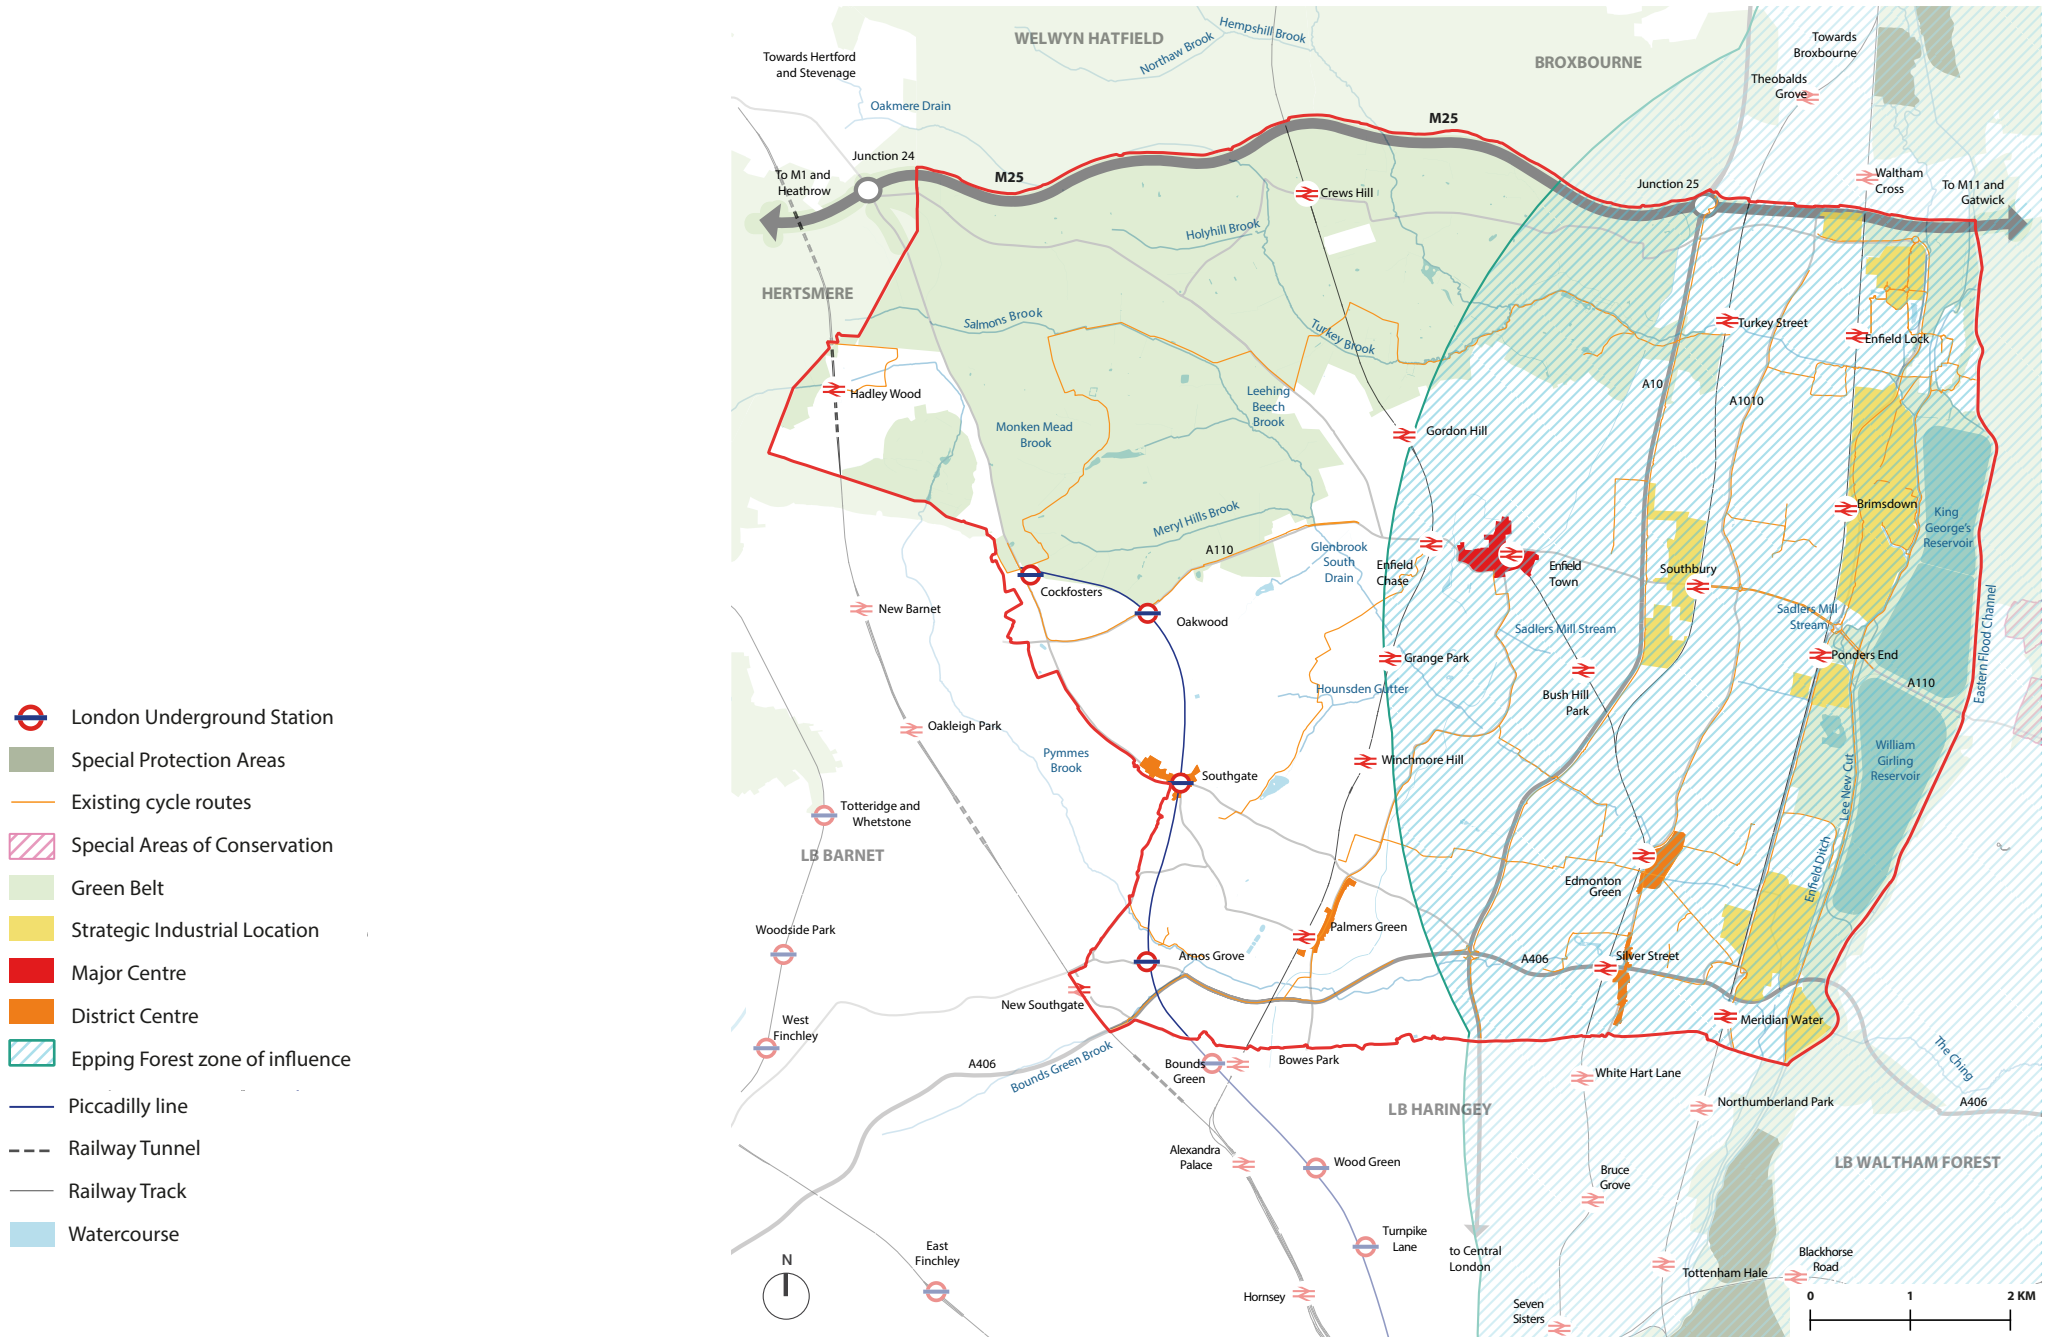 London Underground Station
Special Protection Areas
Existing cycle routes
Special Areas of Conservation
Green Belt
Strategic Industrial Location
Major Centre
District Centre
Epping Forest zone of influence
Piccadilly line
Railway Tunnel
Railway Track
Watercourse
WELWYN HATFIELD
Hempshill Brook
Northaw Brook
BROXBOURNE
Towards
Broxbourne
Theobalds
Grove
Towards Hertford
and Stevenage
Oakmere Drain
M25
Junction 24
To M1 and
Heathrow
M25
Crews Hill
Junction 25
Waltham
Cross
To M11 and
Gatwick
Holyhill Brook
HERTSMERE
Salmons Brook
Turkey Brook
Turkey Street
Enfield Lock
Hadley Wood
A10
A1010
Leehing
Beech
Brook
Monken Mead
Brook
Gordon Hill
Meryl Hills Brook
Brimsdown
King
George's
Reservoir
A110
Glenbrook
South
Drain
Enfield
Chase
Enfield
Town
Southbury
Cockfosters
Oakwood
New Barnet
Sadlers Mill
Stream
Sadlers Mill Stream
Eastern Flood Channel
Grange Park
Ponders End
A110
Hounsden Gutter
Bush Hill
Park
Oakleigh Park
Pymmes
Brook
Winchmore Hill
William
Girling
Reservoir
Lee New Cut
Southgate
Totteridge and
Whetstone
LB BARNET
Enfield Ditch
Edmonton
Green
Woodside Park
Palmers Green
Arnos Grove
A406
Silver Street
New Southgate
West
Finchley
Meridian Water
A406
Bounds Green Brook
Bounds
Green
Bowes Park
White Hart Lane
The Ching
A406
LB HARINGEY
Northumberland Park
Alexandra
Palace
Wood Green
Bruce
Grove
LB WALTHAM FOREST
East
Finchley
Turnpike
Lane
to Central
London
Tottenham Hale
Blackhorse
Road
N
Hornsey
Seven
Sisters
0 1 2 KM